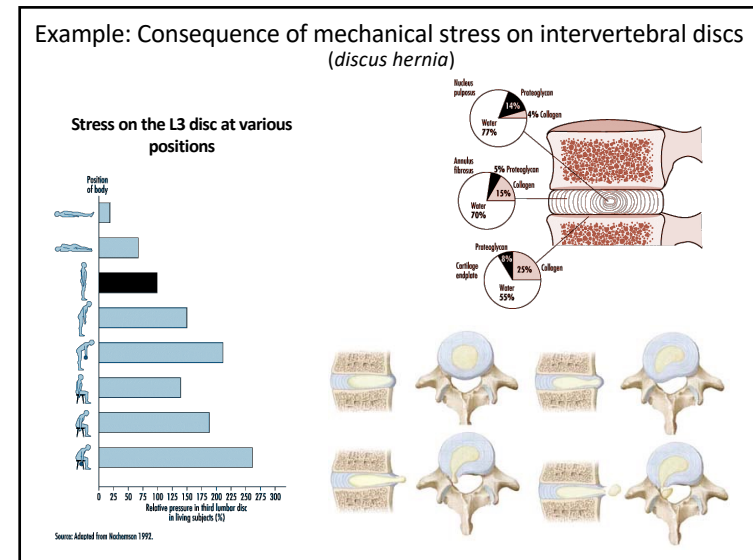 Example: Consequence of mechanical stress on intervertebral discs
(discus hernia)
Stress on the L3 disc at various
positions
Position
of body
0 25 50 75 100 125 150 175 200 225 250 275 300
Relative pressure in third lumbar disc
in living subjects (%)
Source: Adapted from Nachemson 1992.
Nucleus
pulposus
Proteoglycan
14%
4% Collagen
Water
77%
Annulus
fibrosus
5% Proteoglycan
Collagen
15%
Water
70%
Proteoglycan
8%
Cartilage
endplate
25%
Collagen
Water
55%